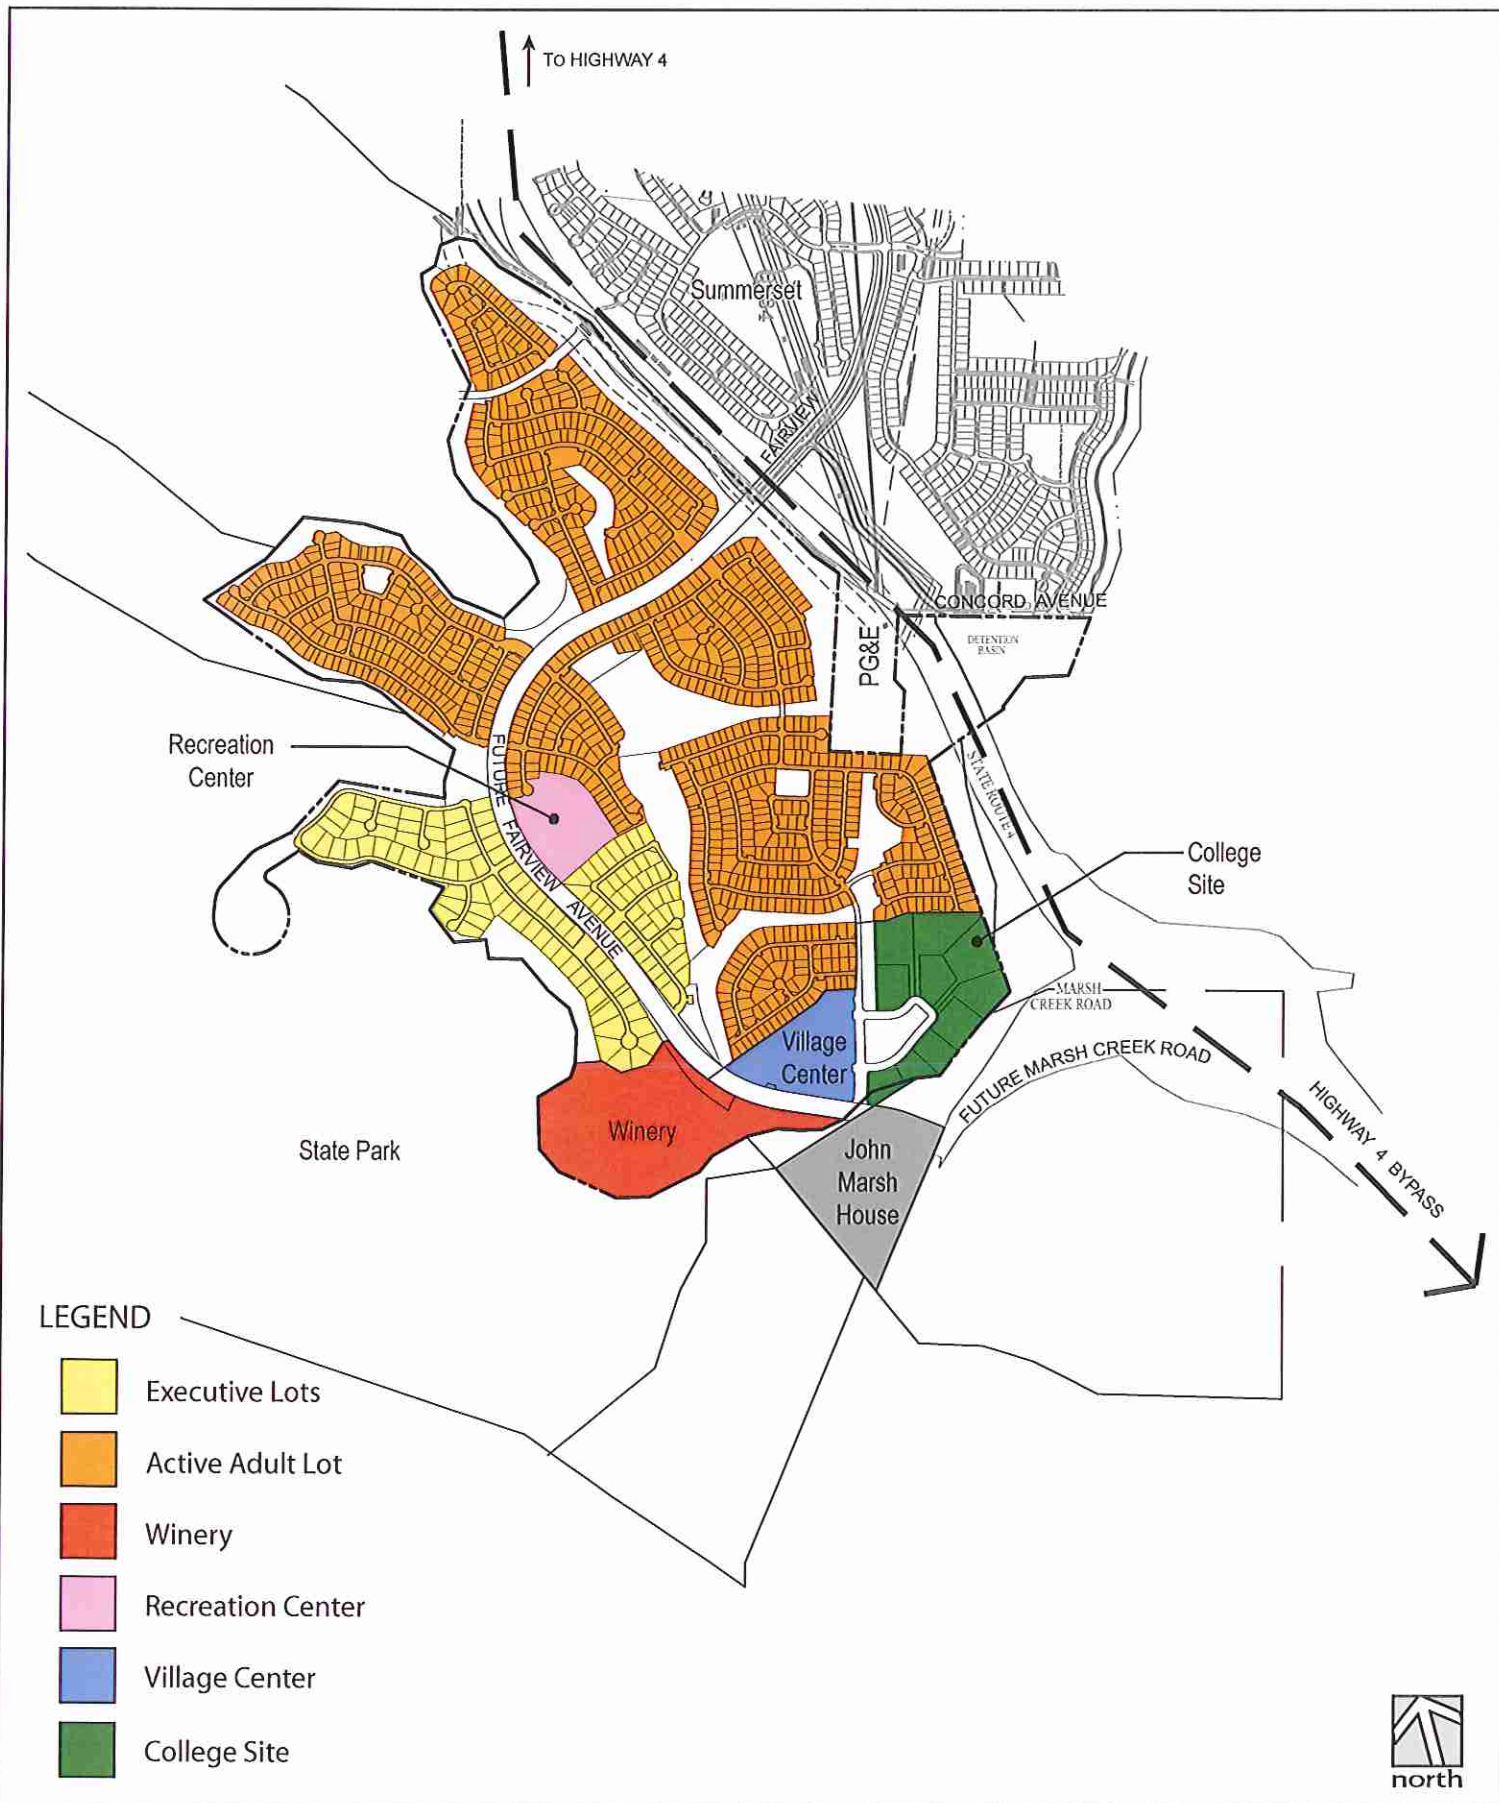 TO HIGHWAY 4
Summerset
FAIRVIEW
CONCORD AVENUE
DETENTION
BASIN
PG&E
Recreation
Center
FUTURE FAIRVIEW AVENUE
STATE ROUTE 4
College
Site
MARSH
CREEK ROAD
Village
Center
FUTURE MARSH CREEK ROAD
HIGHWAY 4 BYPASS
Winery
State Park
John
Marsh
House
LEGEND
Executive Lots
Active Adult Lot
Winery
Recreation Center
Village Center
College Site
north